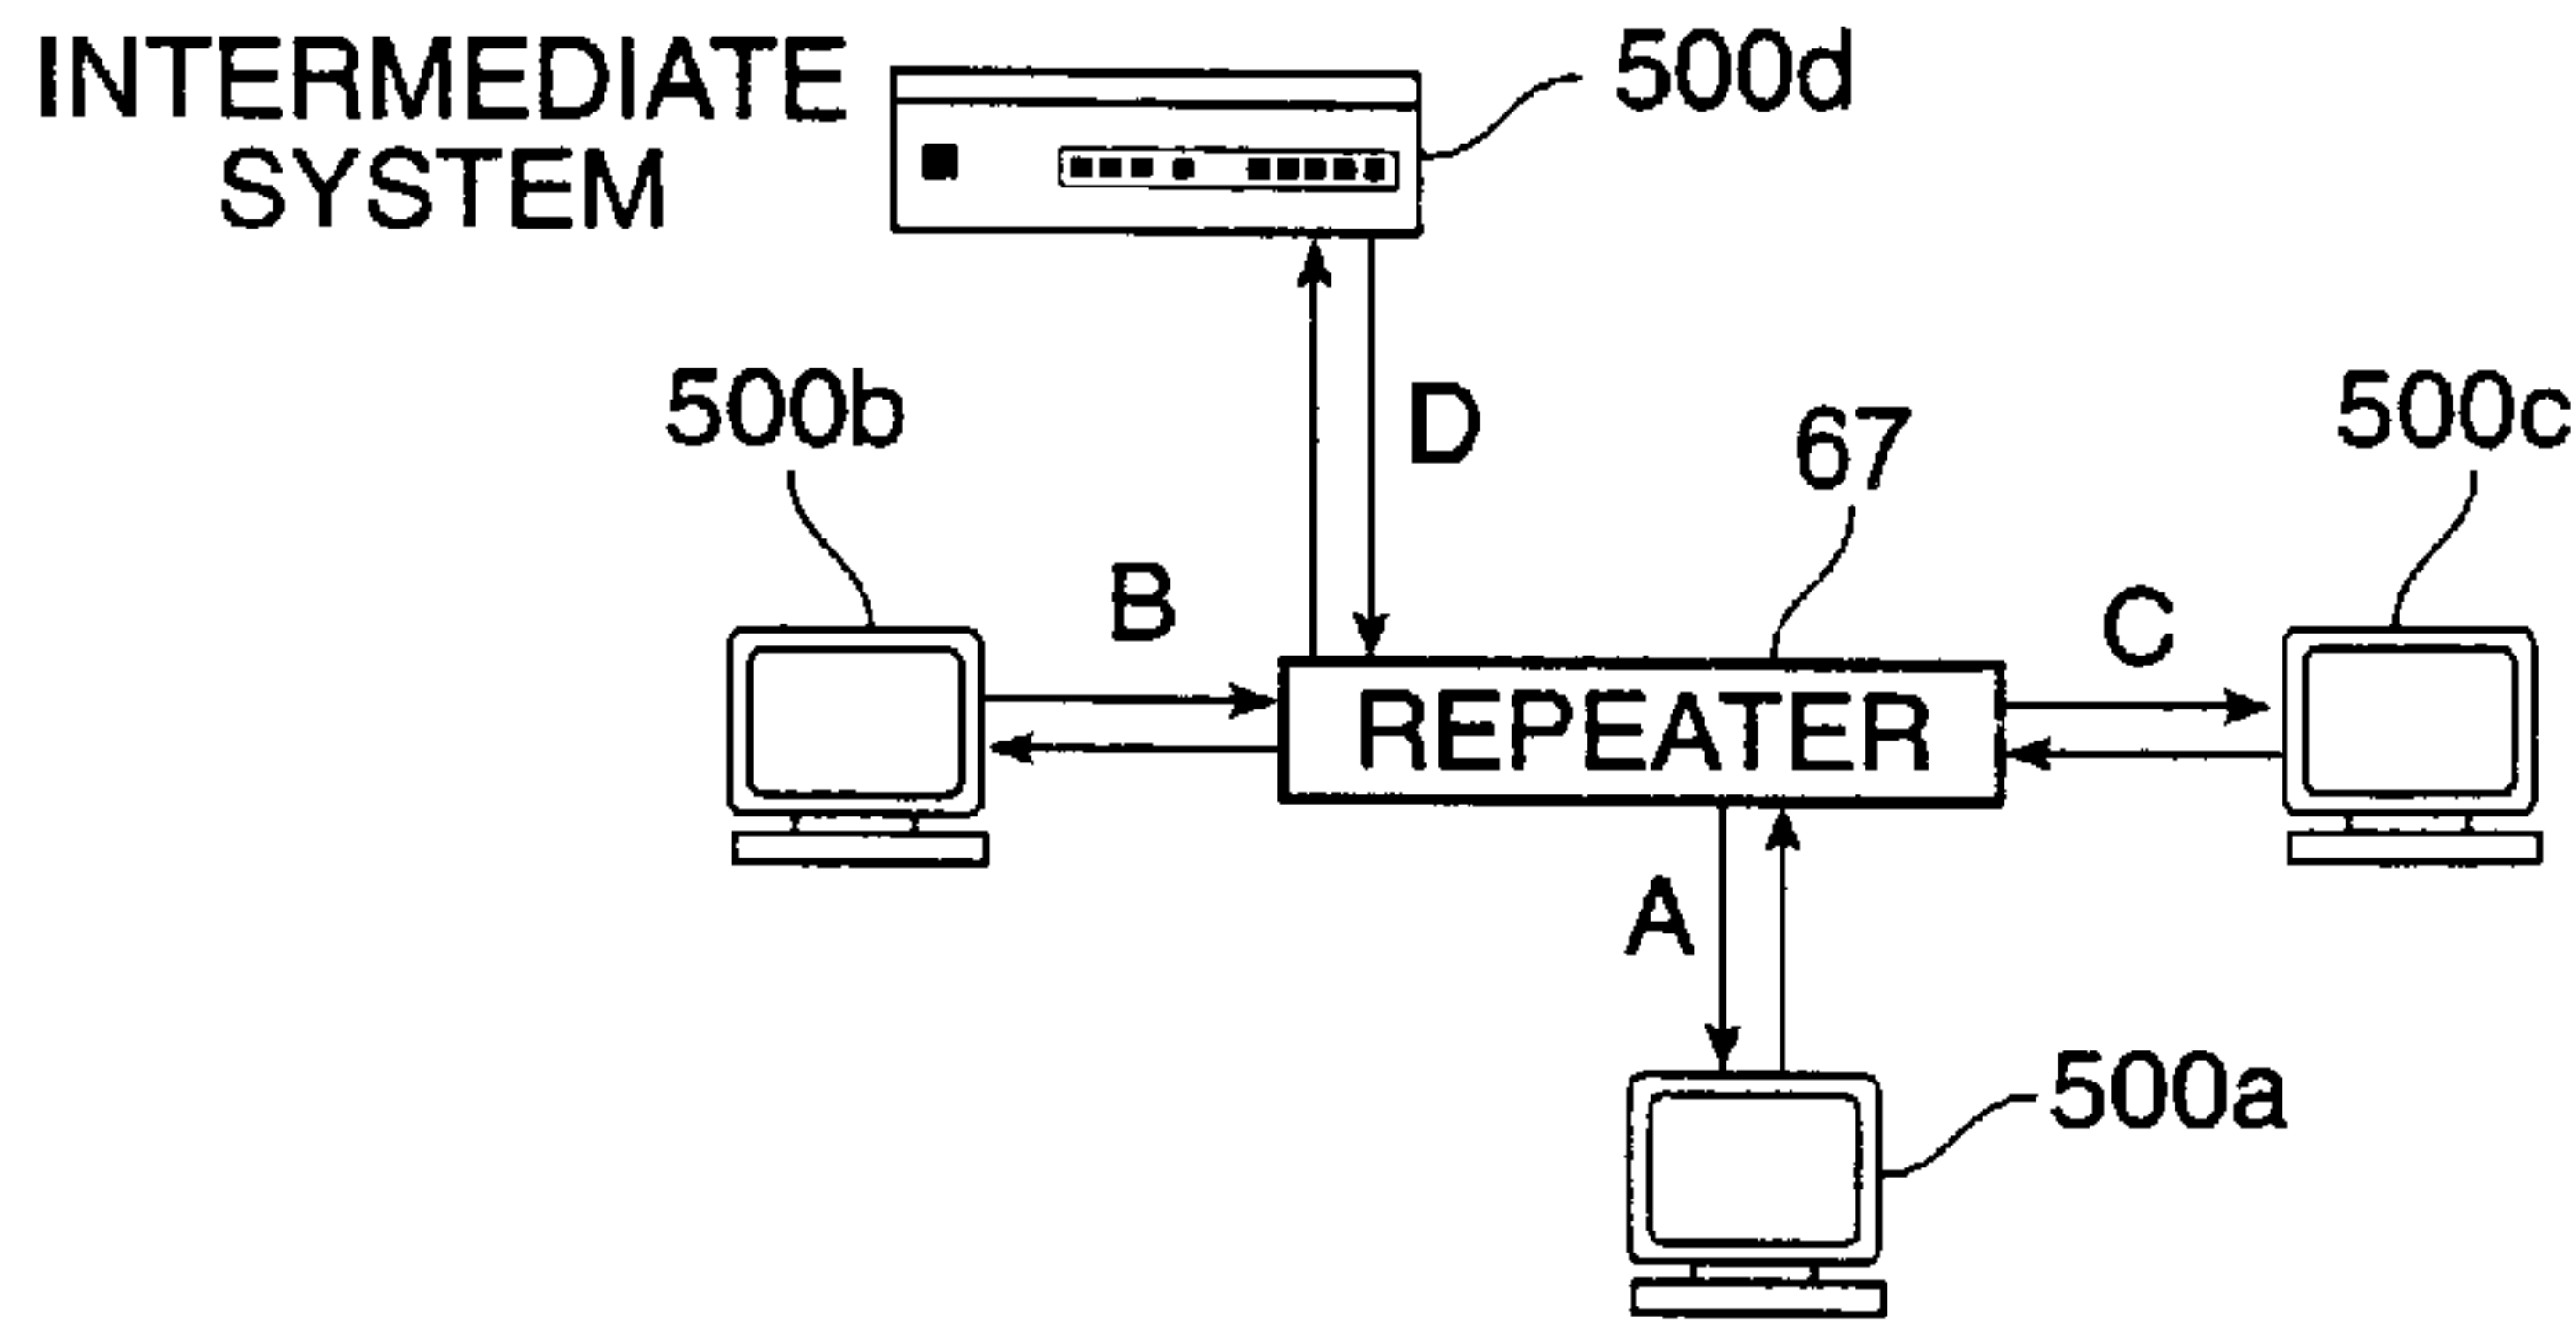 INTERMEDIATE
SYSTEM
500d
500b
D
67
500c
B
C
REPEATER
A
500a